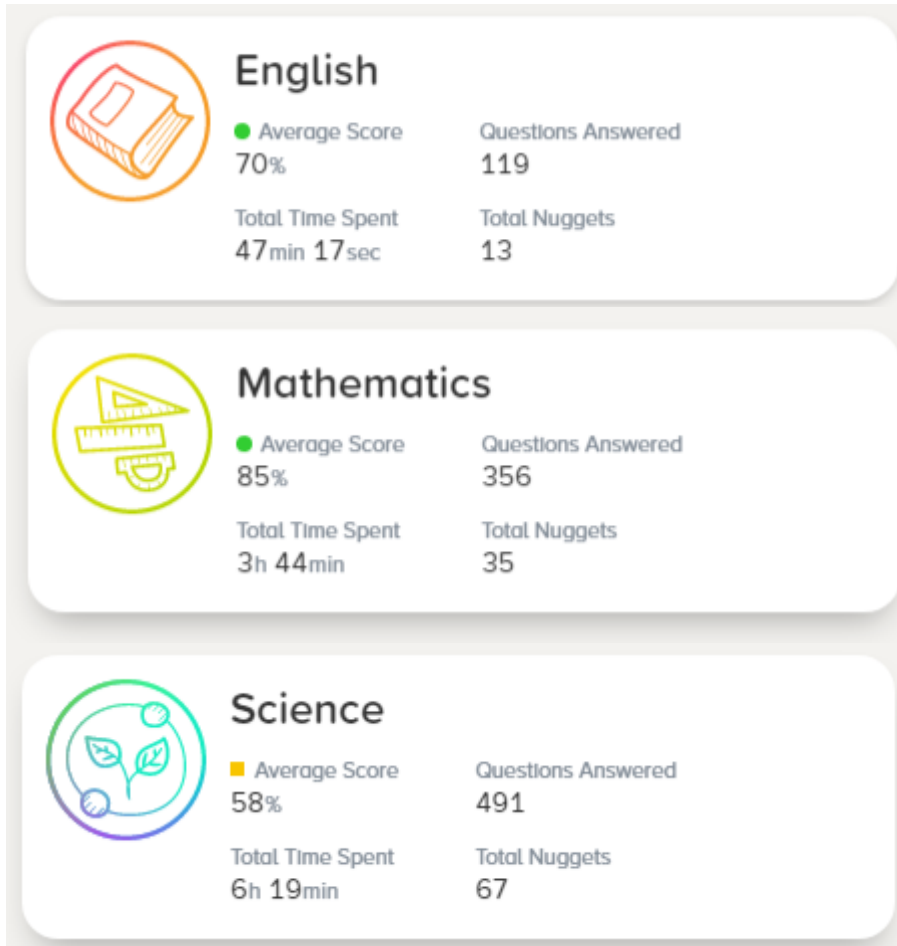 English
Average Score Questions Answered
70% 119
Total Time Spent Total Nuggets
47min 17sec 13
Mathematics
Average Score Questions Answered
85% 356
Total Time Spent Total Nuggets
3h 44min 35
Science
Average Score Questions Answered
58% 491
Total Time Spent Total Nuggets
6h 19min 67